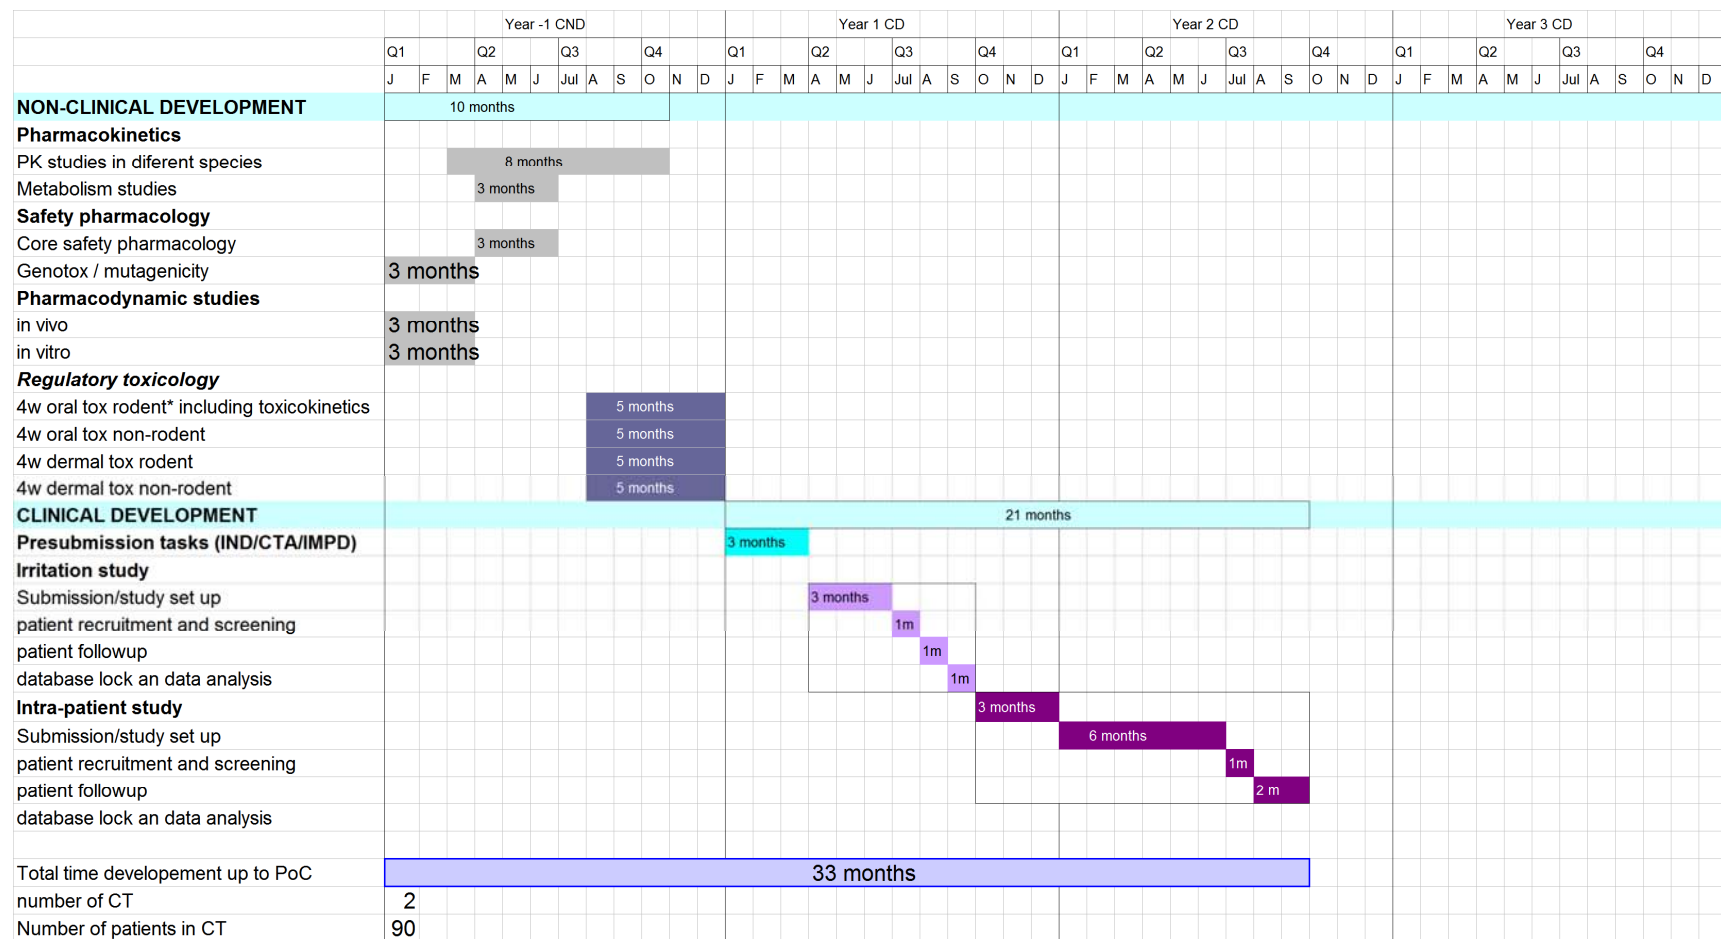 Year -1 CND Year 1 CD Year 2 CD Year 3 CD
Q1 Q2 Q3 Q4 Q1 Q2 Q3 Q4 Q1 Q2 Q3 Q4 Q1 Q2 Q3 Q4
J F M A M J Jul A S O N D J F M A M J Jul A S O N D J F M A M J Jul A S O N D J F M A M J Jul A S O N D
NON-CLINICAL DEVELOPMENT 10 months
Pharmacokinetics
PK studies in diferent species 8 months
Metabolism studies 3 months
Safety pharmacology
Core safety pharmacology 3 months
Genotox / mutagenicity 3 months
Pharmacodynamic studies
in vivo 3 months
in vitro 3 months
Regulatory toxicology
4w oral tox rodent* including toxicokinetics 5 months
4w oral tox non-rodent 5 months
4w dermal tox rodent 5 months
4w dermal tox non-rodent 5 months
CLINICAL DEVELOPMENT 21 months
Presubmission tasks (IND/CTA/IMPD) 3 months
Irritation study
Submission/study set up 3 months
patient recruitment and screening 1m
patient followup 1m
database lock an data analysis 1m
Intra-patient study 3 months
Submission/study set up 6 months
patient recruitment and screening 1m
patient followup 2 m
database lock an data analysis
Total time developement up to PoC 33 months
number of CT 2
Number of patients in CT 90